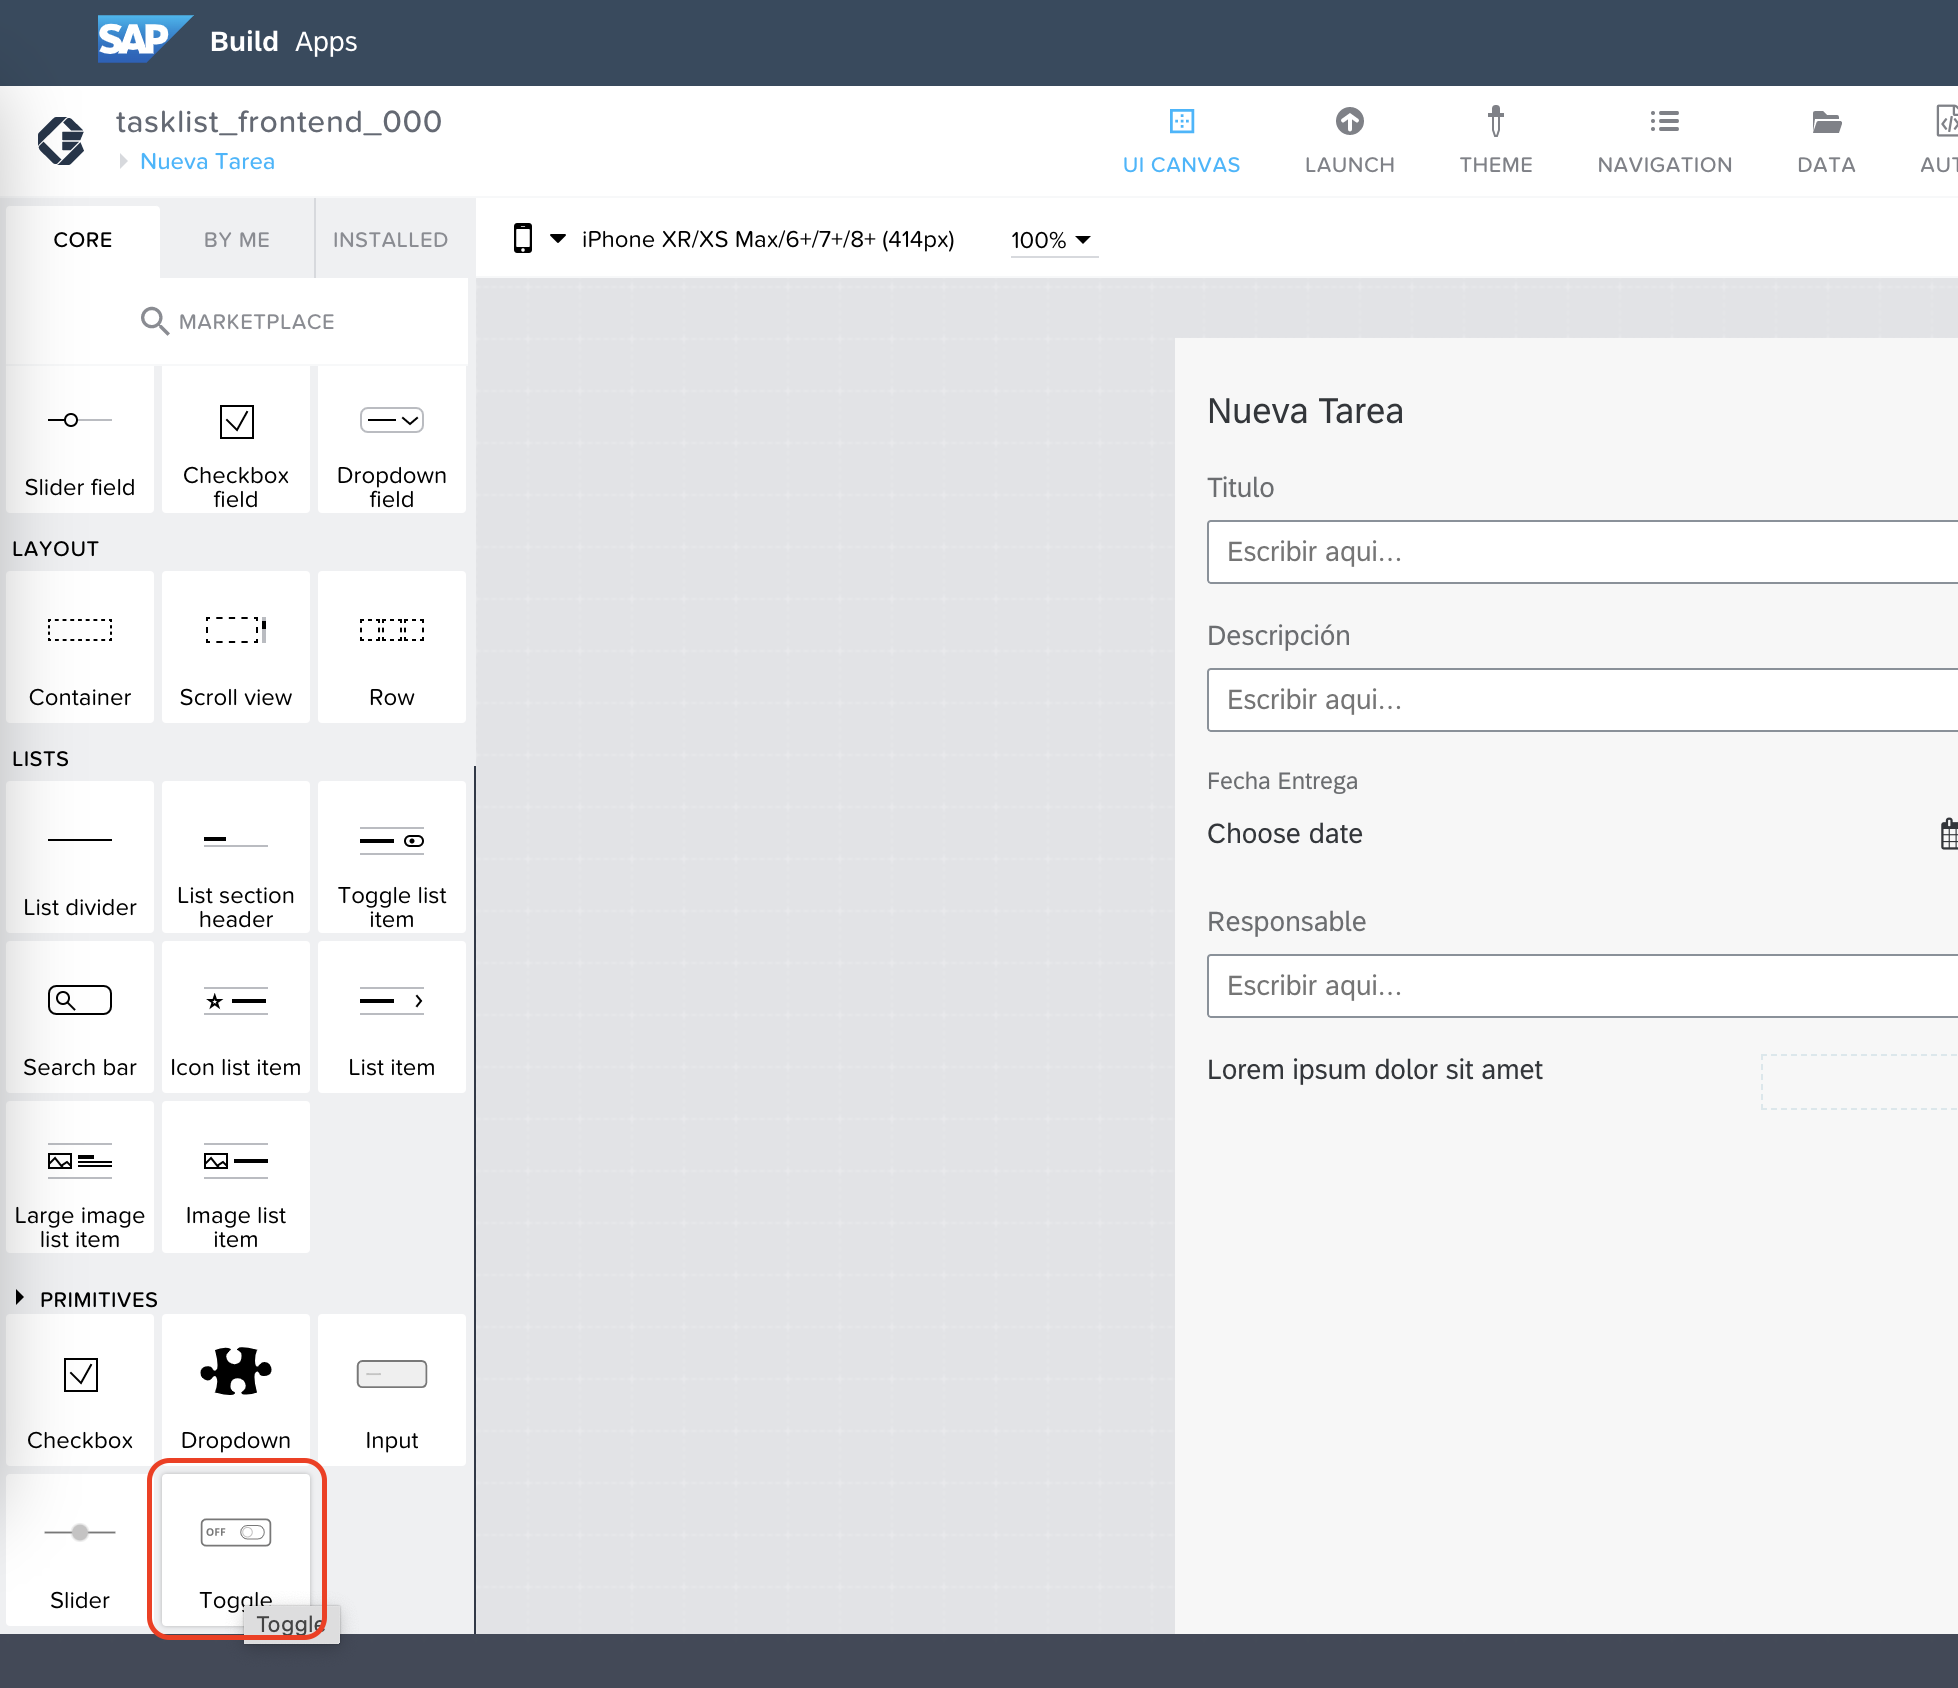 SAP Build Apps
tasklist_frontend_000
Nueva Tarea
UI CANVAS
LAUNCH
THEME
NAVIGATION
DATA
AUT
CORE
BY ME
INSTALLED
iPhone XR/XS Max/6+/7+/8+ (414px)
100%
MARKETPLACE
Slider field
Checkbox
field
Dropdown
field
LAYOUT
Container
Scroll view
Row
LISTS
List divider
List section
header
Toggle list
item
Search bar
Icon list item
List item
Large image
list item
Image list
item
PRIMITIVES
Checkbox
Dropdown
Input
Slider
OFF
Toggle
Toggle
Nueva Tarea
Titulo
Escribir aqui...
Descripción
Escribir aqui...
Fecha Entrega
Choose date
Responsable
Escribir aqui...
Lorem ipsum dolor sit amet